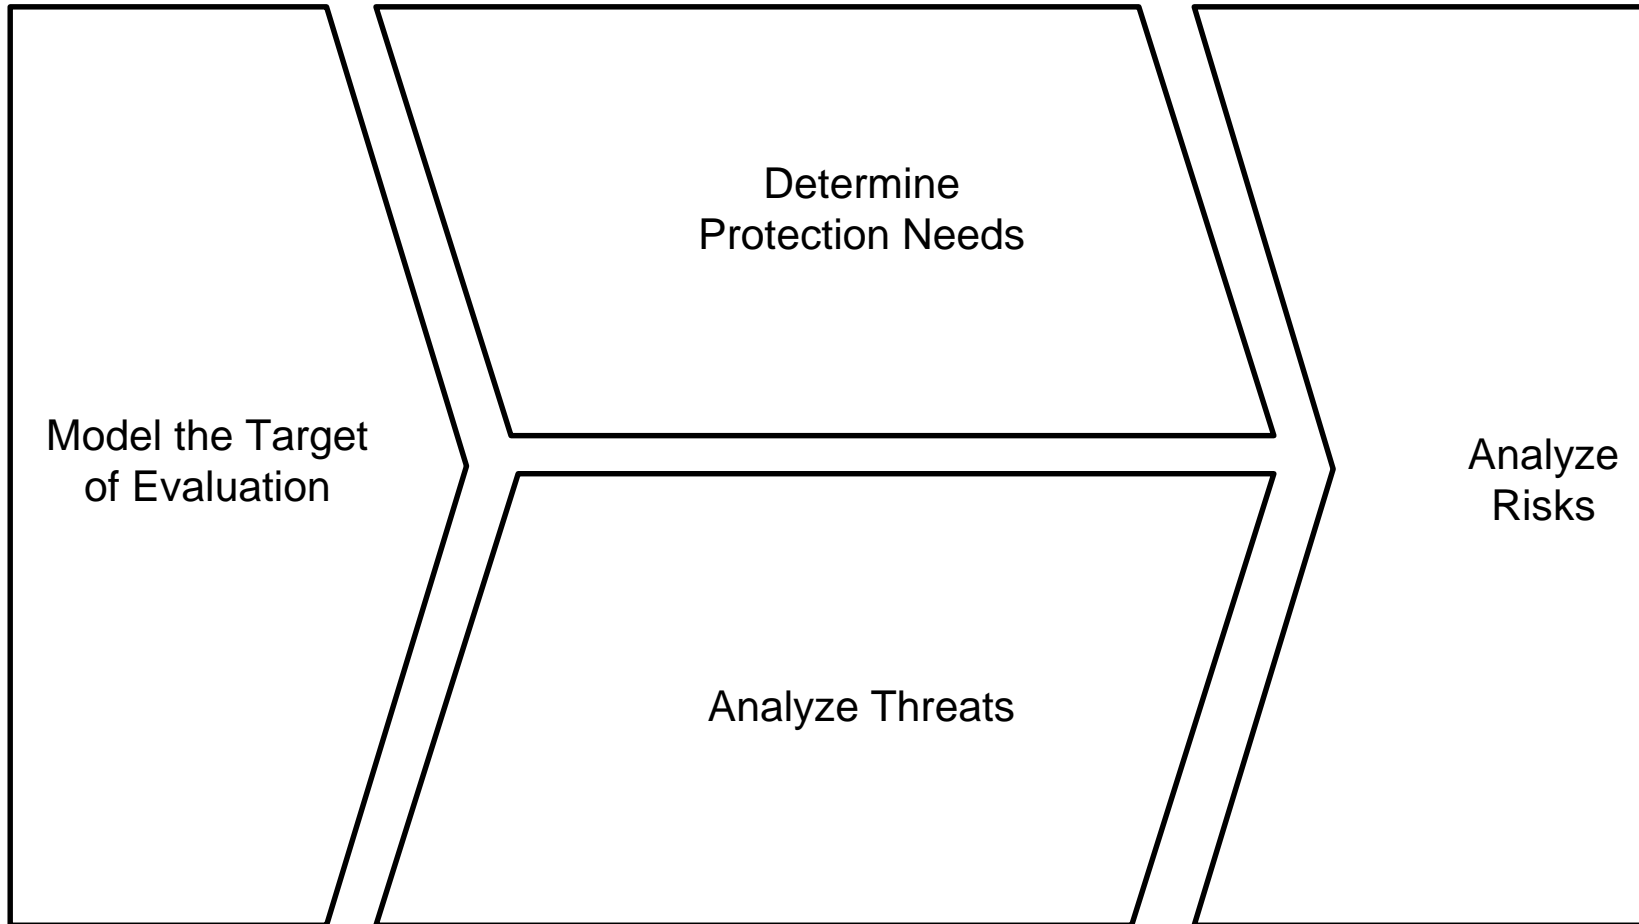 Model the Target
of Evaluation
Determine
Protection Needs
Analyze Threats
Analyze
Risks